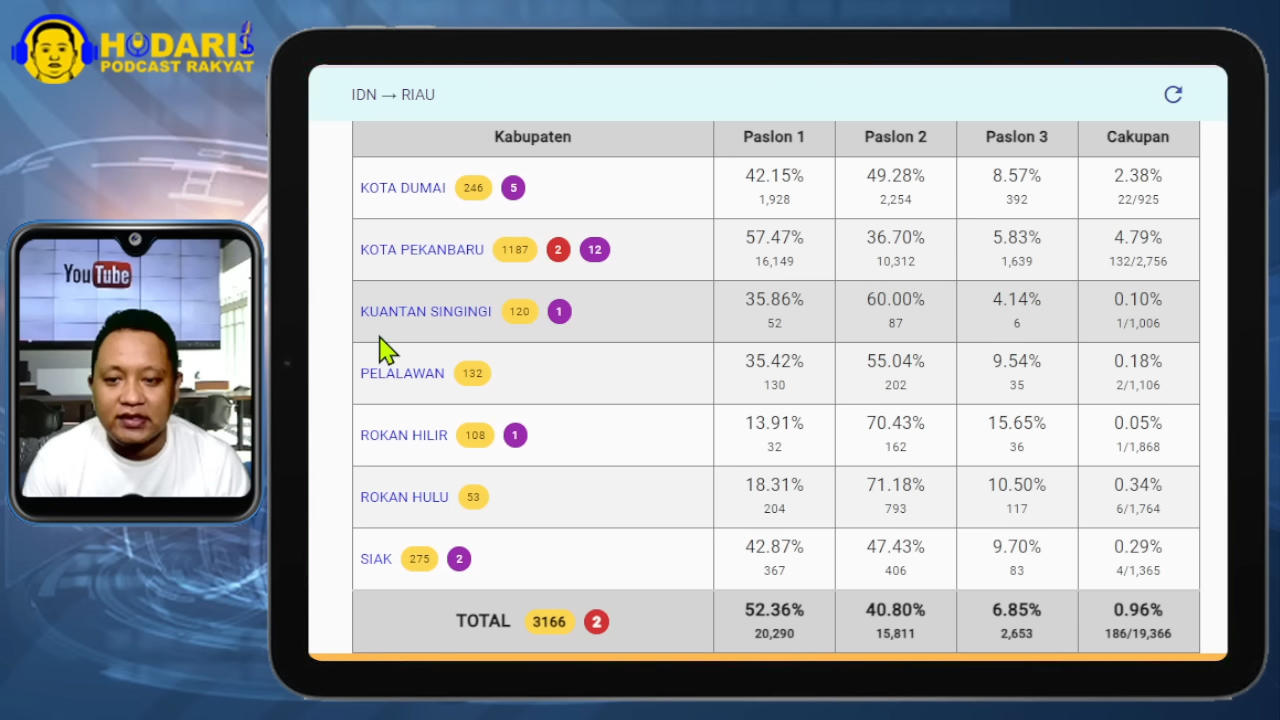 HODARI
PODCAST RAKYAT
YouTube
IDN → RIAU
Kabupaten Paslon 1 Paslon 2 Paslon 3 Cakupan
KOTA DUMAI 246 5 42.15% 49.28% 8.57% 2.38%
1,928 2,254 392 22/925
KOTA PEKANBARU 1187 2 12 57.47% 36.70% 5.83% 4.79%
16,149 10,312 1,639 132/2,756
KUANTAN SINGINGI 120 1 35.86% 60.00% 4.14% 0.10%
52 87 6 1/1,006
PELALAWAN 132 35.42% 55.04% 9.54% 0.18%
130 202 35 2/1,106
ROKAN HILIR 108 1 13.91% 70.43% 15.65% 0.05%
32 162 36 1/1,868
ROKAN HULU 53 18.31% 71.18% 10.50% 0.34%
204 793 117 6/1,764
SIAK 275 2 42.87% 47.43% 9.70% 0.29%
367 406 83 4/1,365
TOTAL 3166 2 52.36% 40.80% 6.85% 0.96%
20,290 15,811 2,653 186/19,366